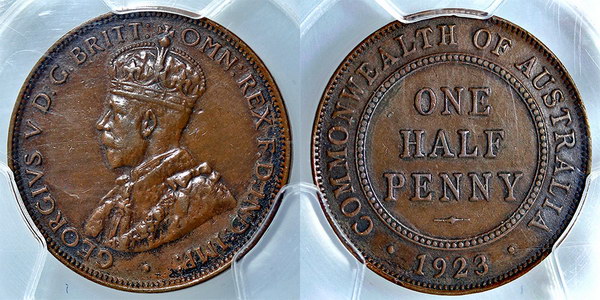 GEORGIVS V D.G. BRITT: OMN: REX F.D. IND: IMP:
COMMONWEALTH OF AUSTRALIA
ONE
HALF
PENNY
1923